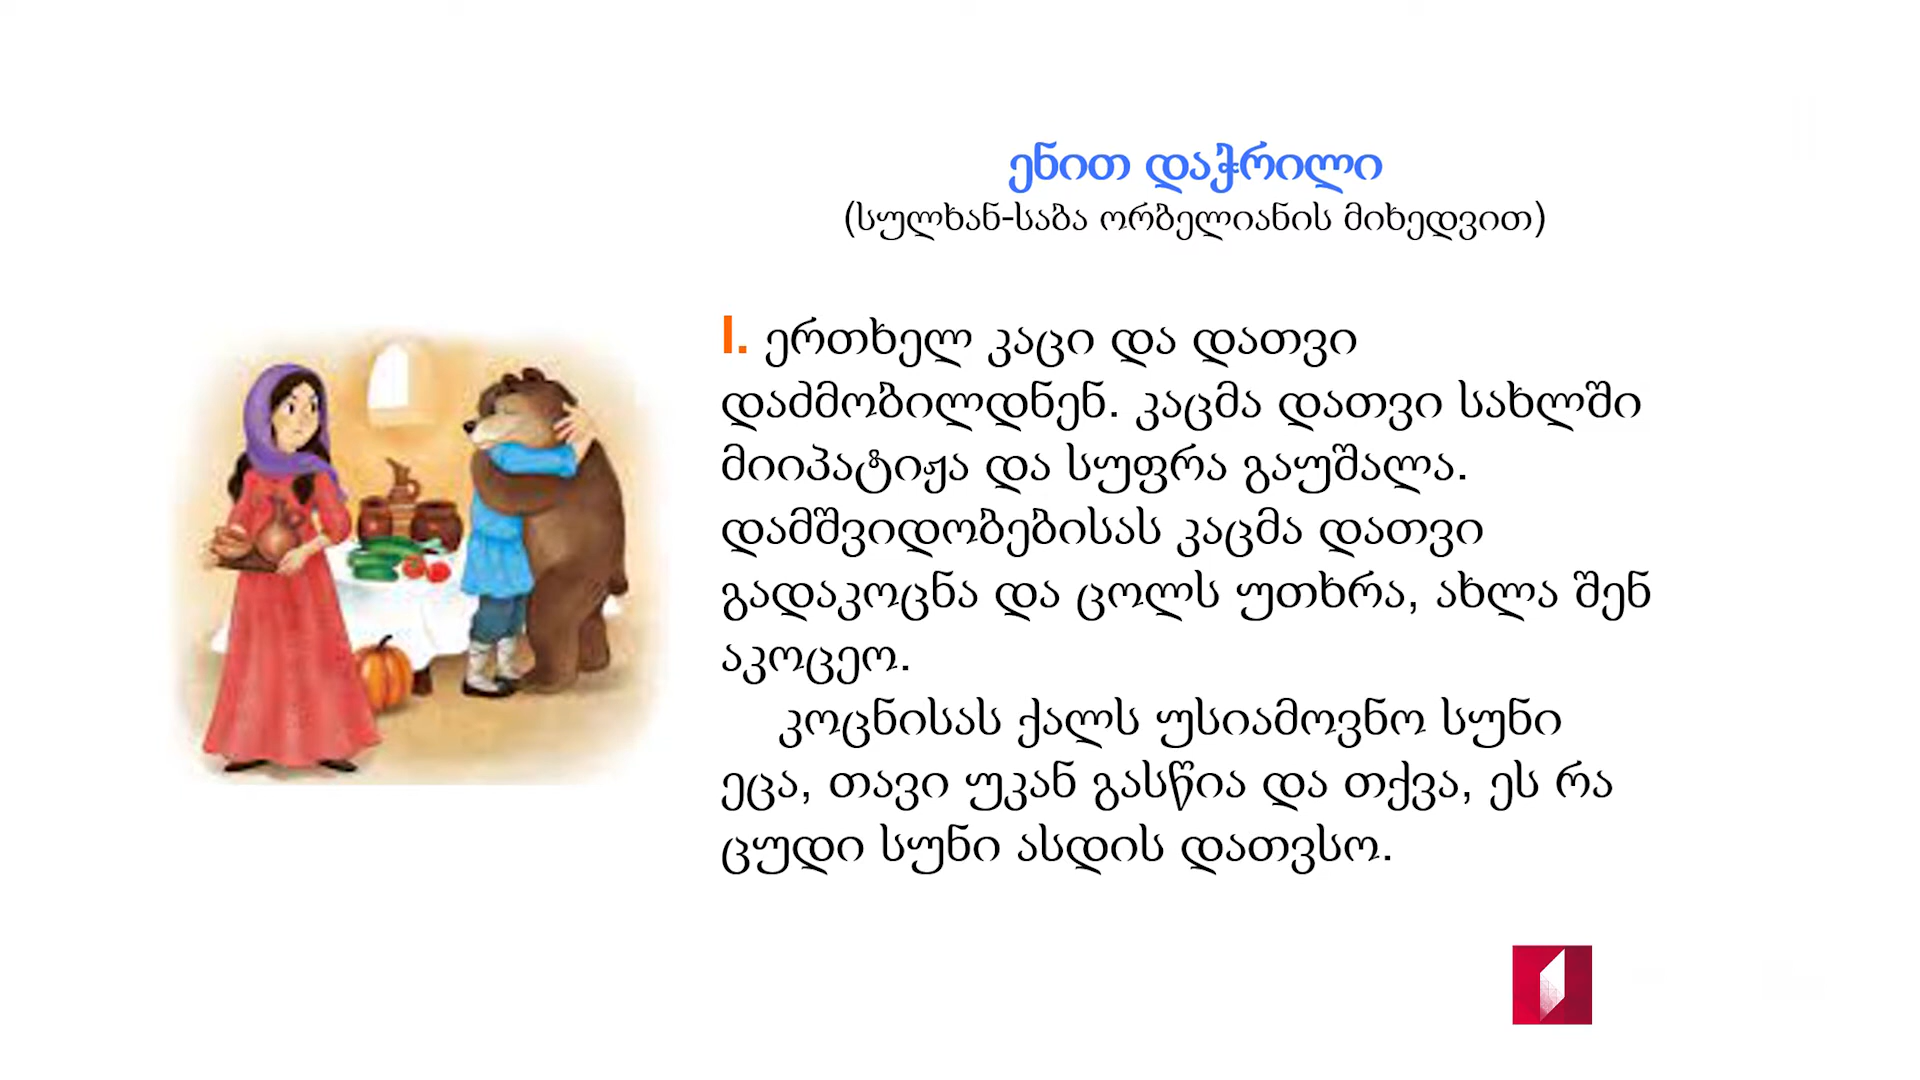 ენით დაჭრილი
(სულხან-საბა ორბელიანის მიხედვით)
I. ერთხელ კაცი და დათვი
დაძმობილდნენ. კაცმა დათვი სახლში
მიიპატიჟა და სუფრა გაუშალა.
დამშვიდობებისას კაცმა დათვი
გადაკოცნა და ცოლს უთხრა, ახლა შენ
აკოცეო.
კოცნისას ქალს უსიამოვნო სუნი
ეცა, თავი უკან გასწია და თქვა, ეს რა
ცუდი სუნი ასდის დათვსო.